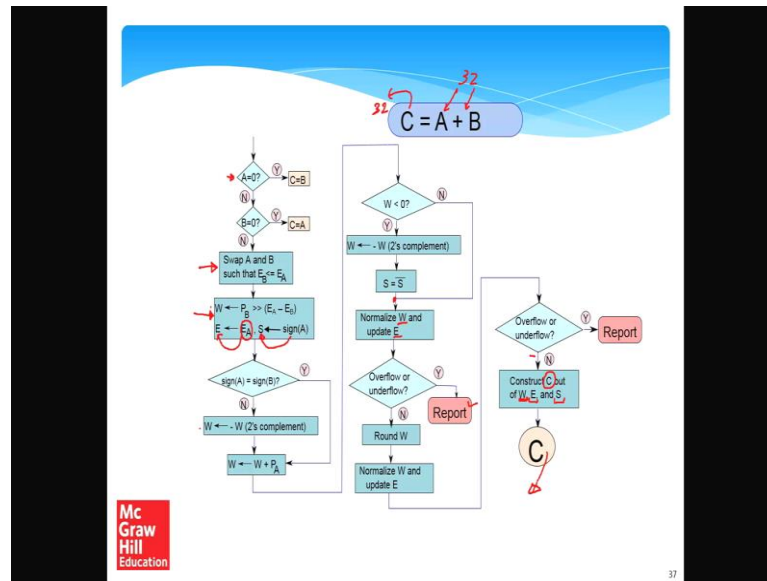 32
32
C = A + B
A=0?
Y
C=B
N
B=0?
Y
C=A
N
Swap A and B
such that E_B <= E_A
W ← P_B >> (E_A – E_B)
E ← E_A, S ← sign(A)
sign(A) = sign(B)?
Y
N
W ← - W (2's complement)
W ← W + P_A
W < 0?
N
Y
W ← - W (2's complement)
S = S̅
Normalize W and
update E
Overflow or
underflow?
Y
Report
N
Round W
Normalize W and
update E
Overflow or
underflow?
Y
Report
N
Construct C out
of W, E, and S
C
Mc
Graw
Hill
Education
37